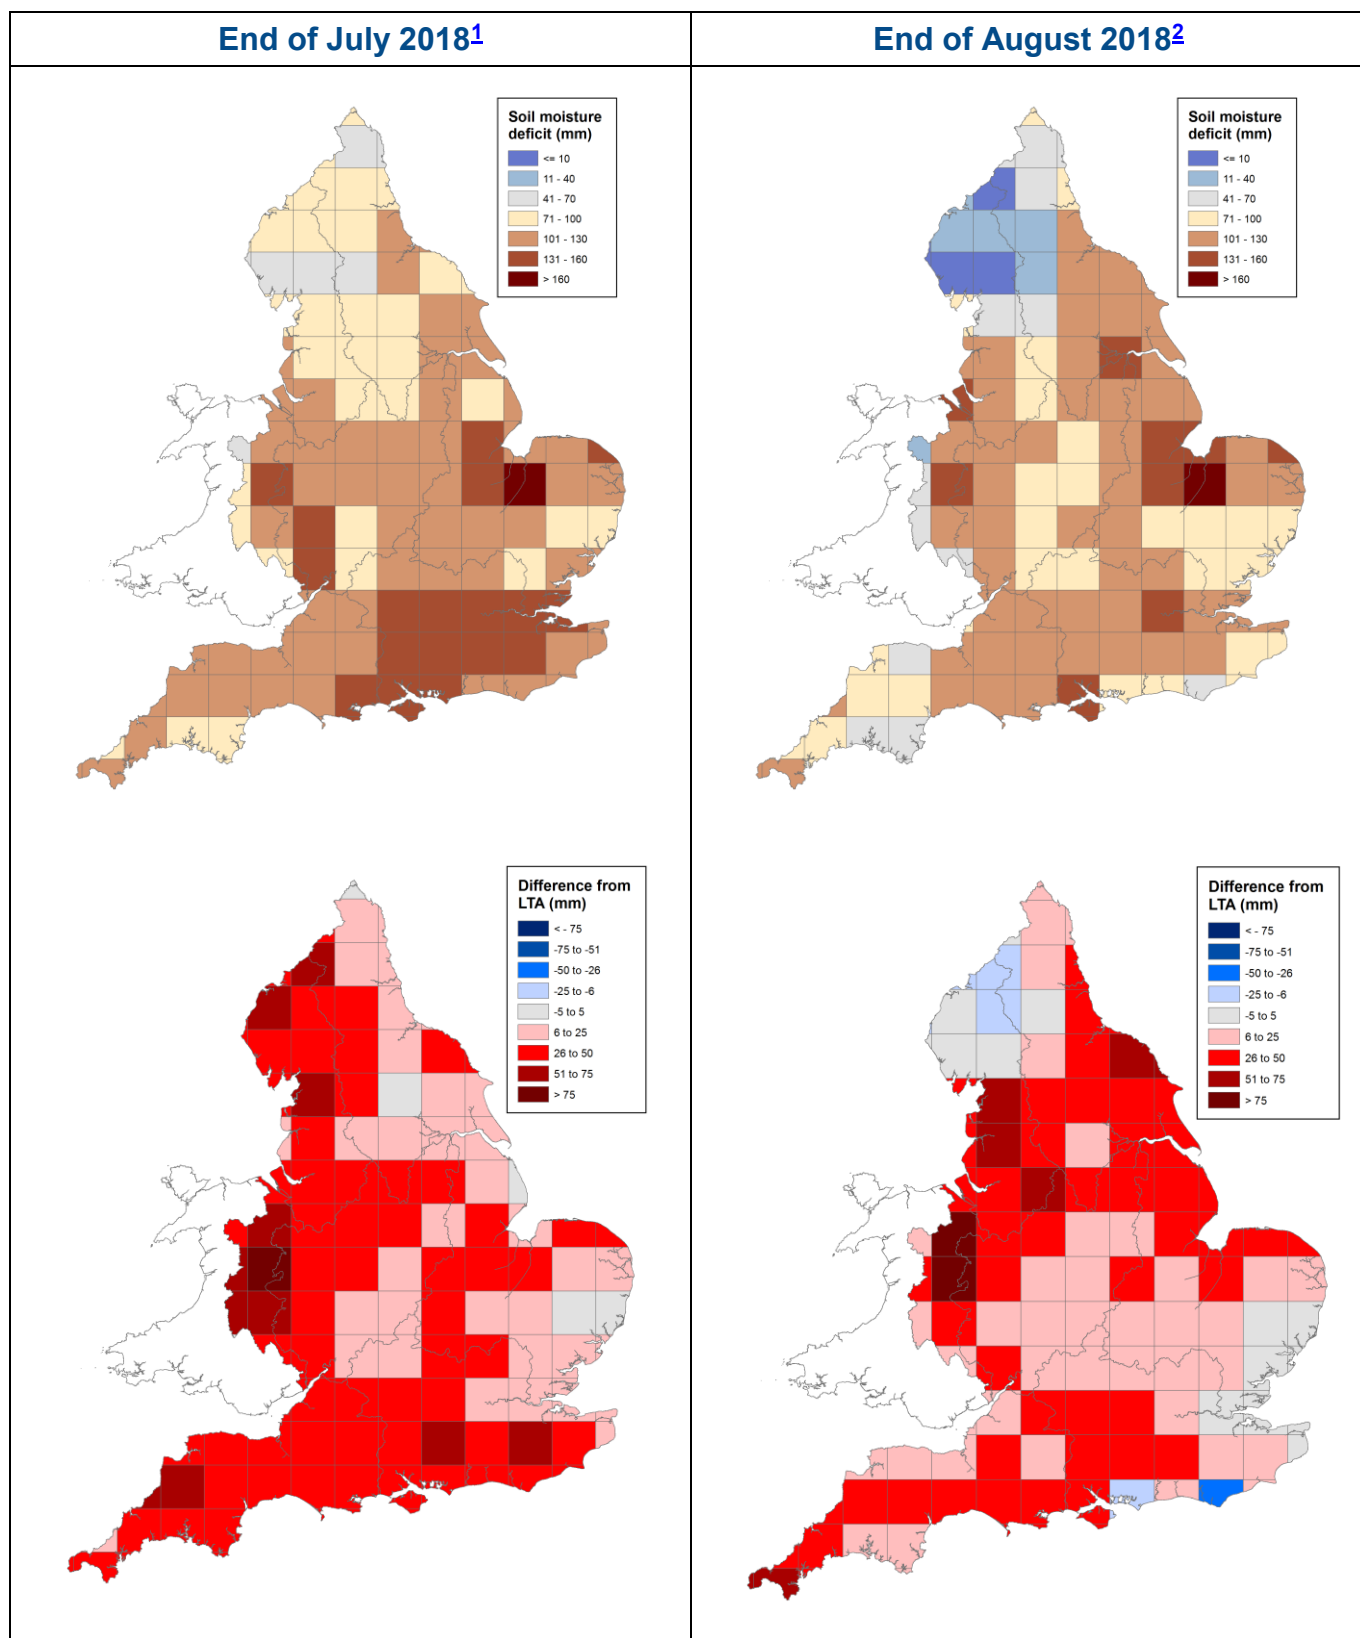 End of July 20181
End of August 20182
Soil moisture
deficit (mm)
<= 10
11 - 40
41 - 70
71 - 100
101 - 130
131 - 160
> 160
Soil moisture
deficit (mm)
<= 10
11 - 40
41 - 70
71 - 100
101 - 130
131 - 160
> 160
Difference from
LTA (mm)
< - 75
-75 to -51
-50 to -26
-25 to -6
-5 to 5
6 to 25
26 to 50
51 to 75
> 75
Difference from
LTA (mm)
< - 75
-75 to -51
-50 to -26
-25 to -6
-5 to 5
6 to 25
26 to 50
51 to 75
> 75